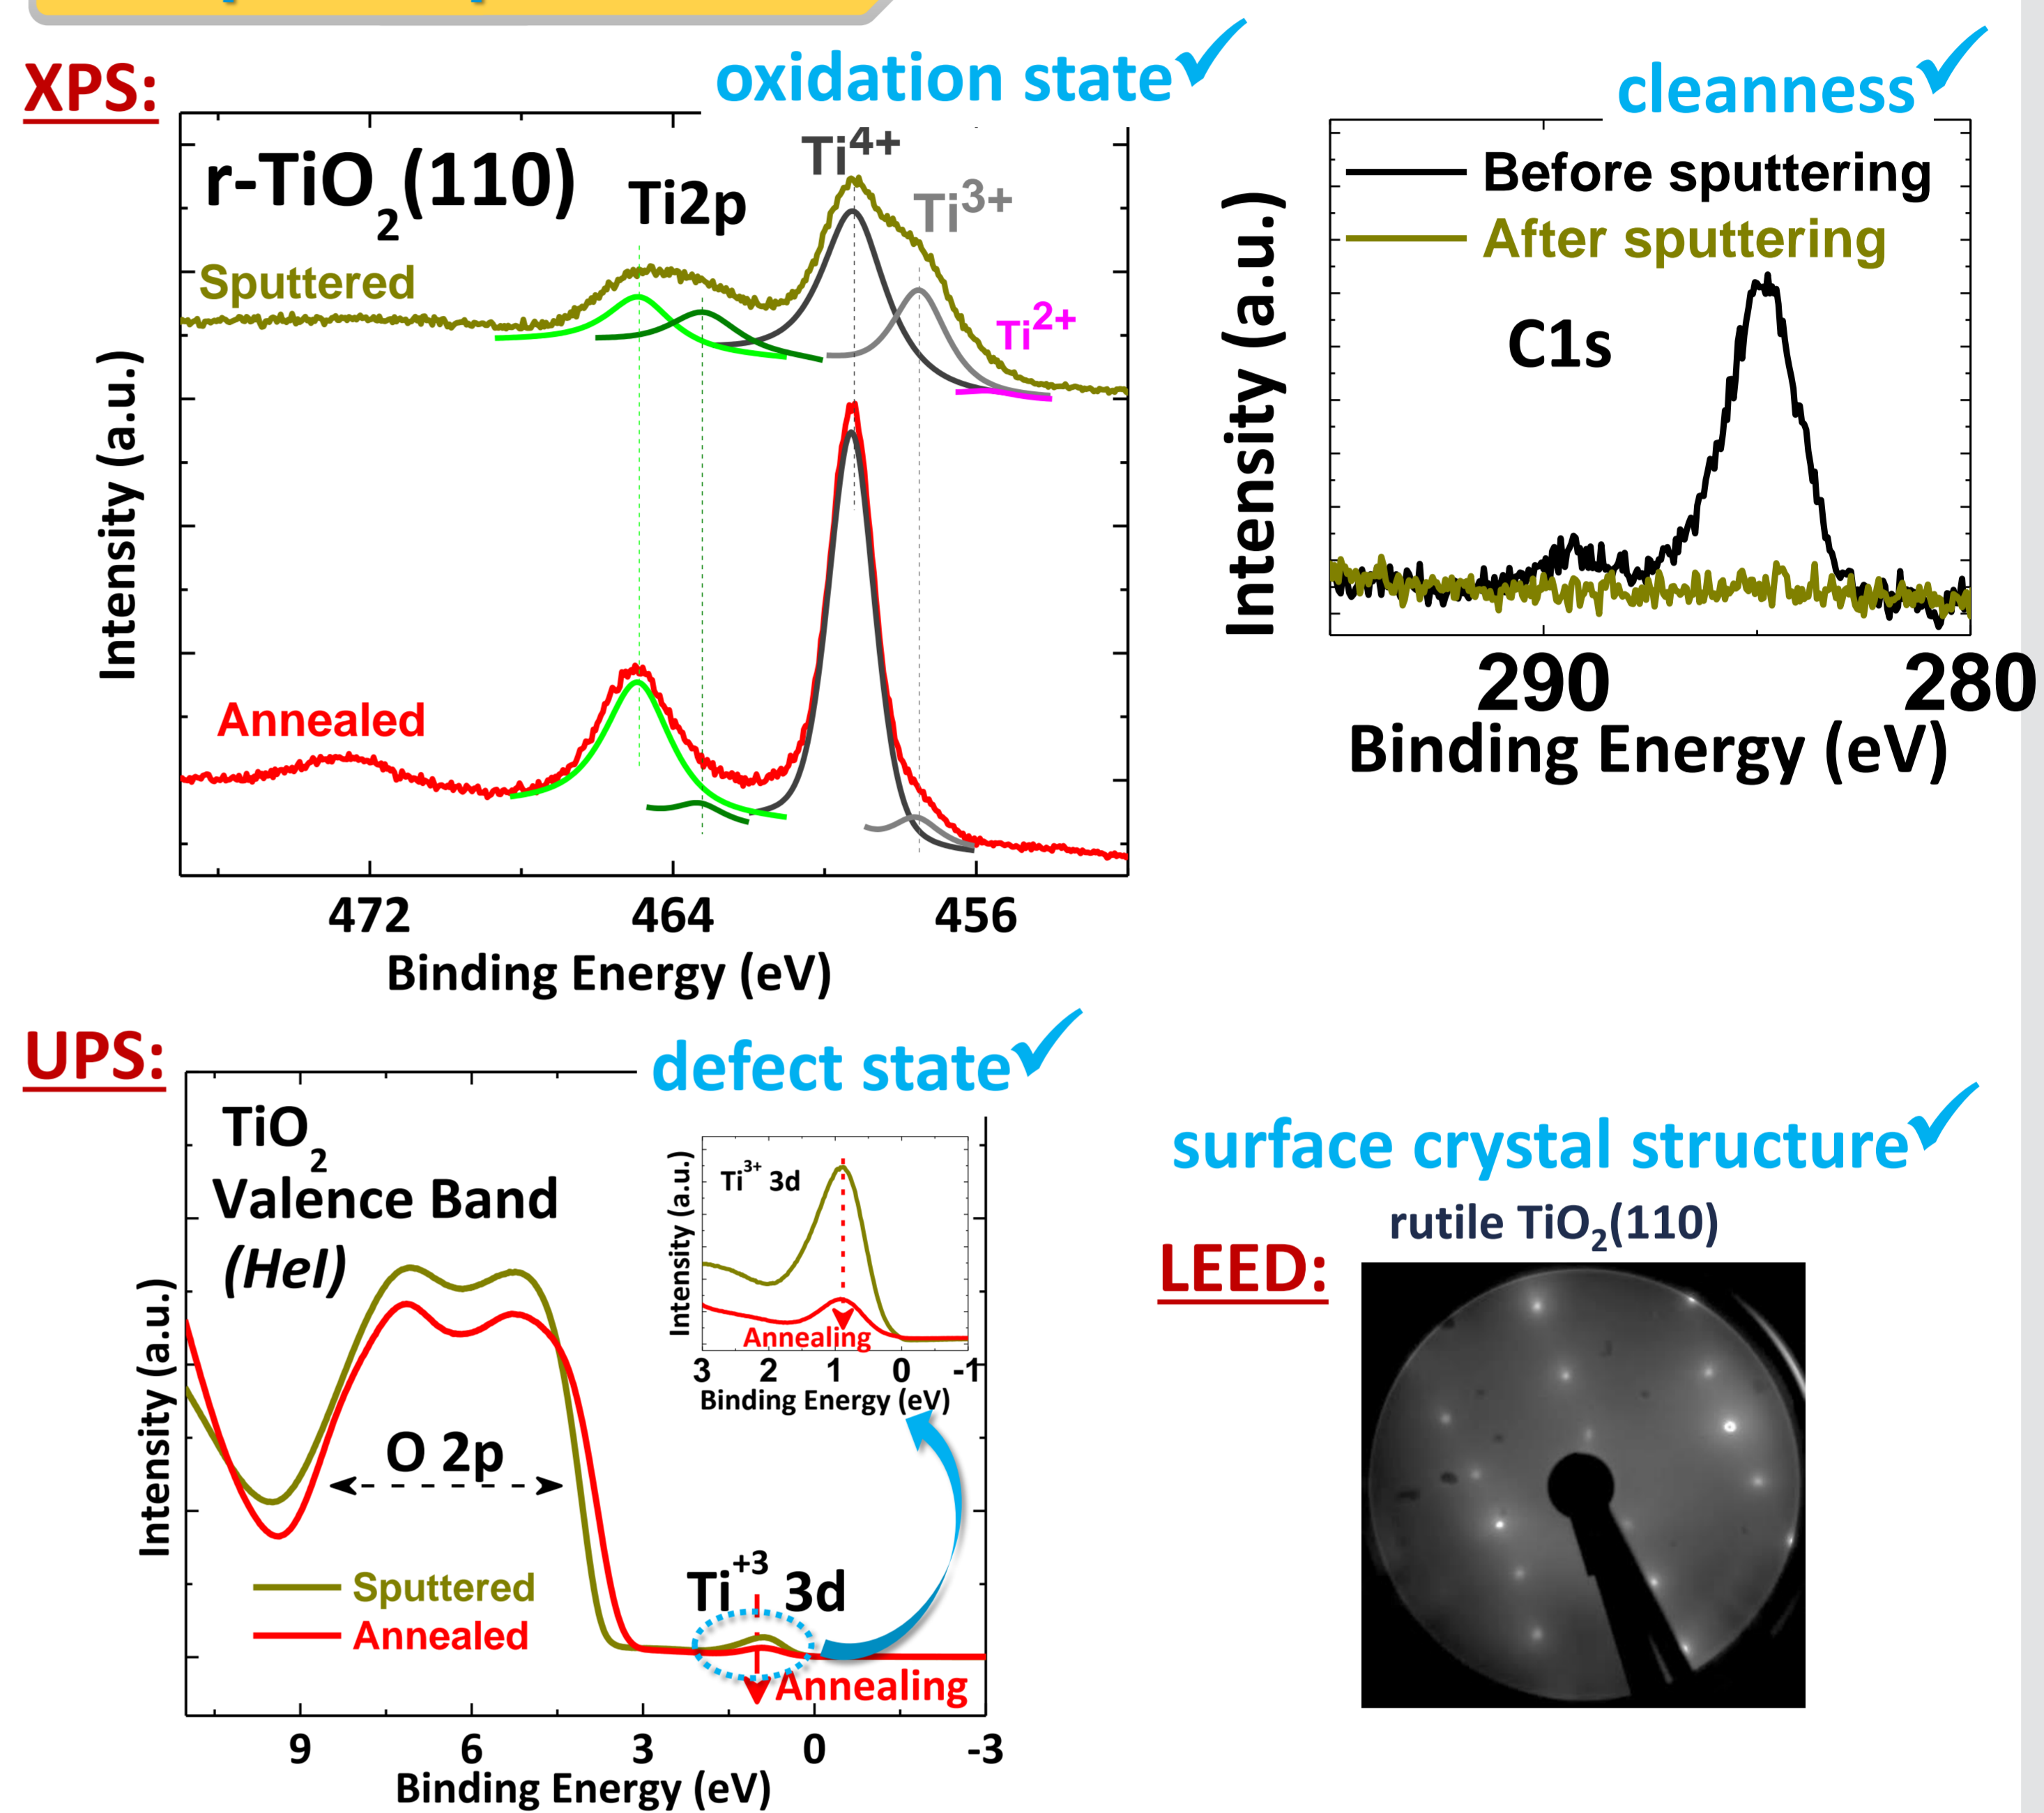 XPS:
oxidation state
r-TiO2(110)
Ti2p
Ti4+
Ti3+
Ti2+
Sputtered
Annealed
Intensity (a.u.)
472 464 456
Binding Energy (eV)
cleanness
Before sputtering
After sputtering
C1s
Intensity (a.u.)
290 280
Binding Energy (eV)
UPS:
defect state
TiO2
Valence Band
(HeI)
O 2p
Sputtered
Annealed
Ti+3 3d
Annealing
Intensity (a.u.)
9 6 3 0 -3
Binding Energy (eV)
Ti3+ 3d
Annealing
Intensity (a.u.)
3 2 1 0 -1
Binding Energy (eV)
surface crystal structure
rutile TiO2(110)
LEED: